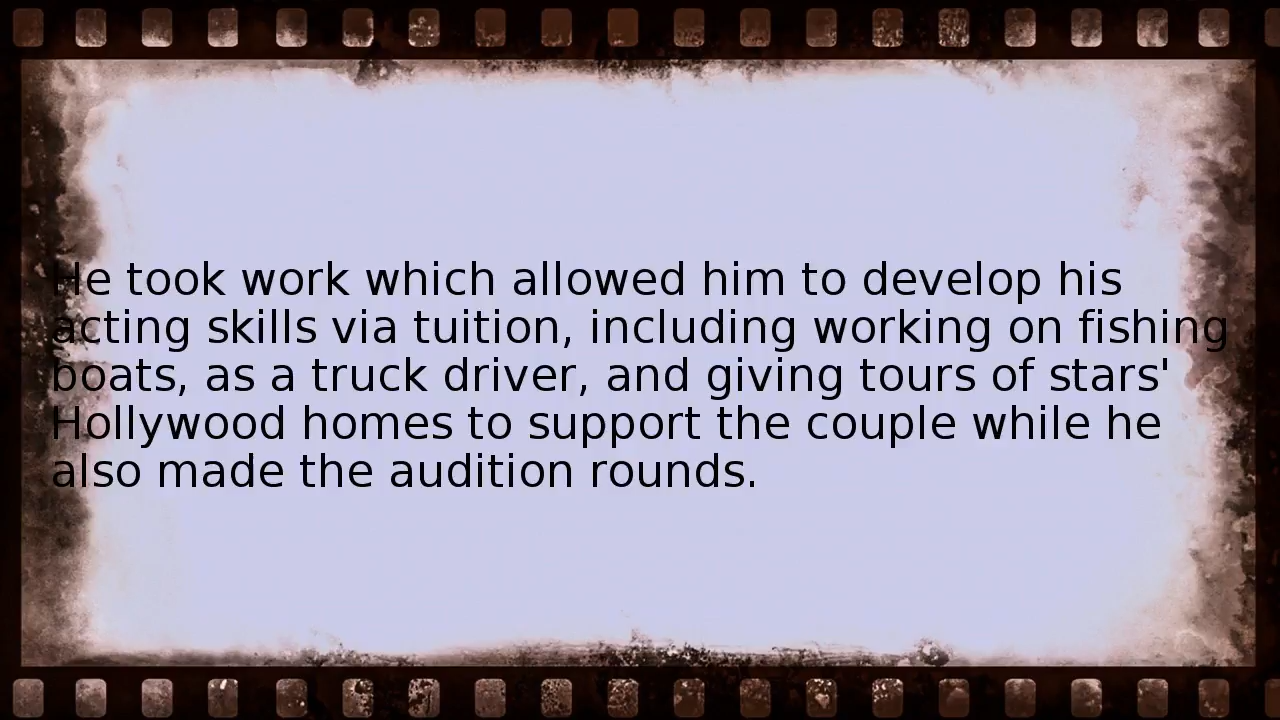 He took work which allowed him to develop his
acting skills via tuition, including working on fishing
boats, as a truck driver, and giving tours of stars'
Hollywood homes to support the couple while he
also made the audition rounds.